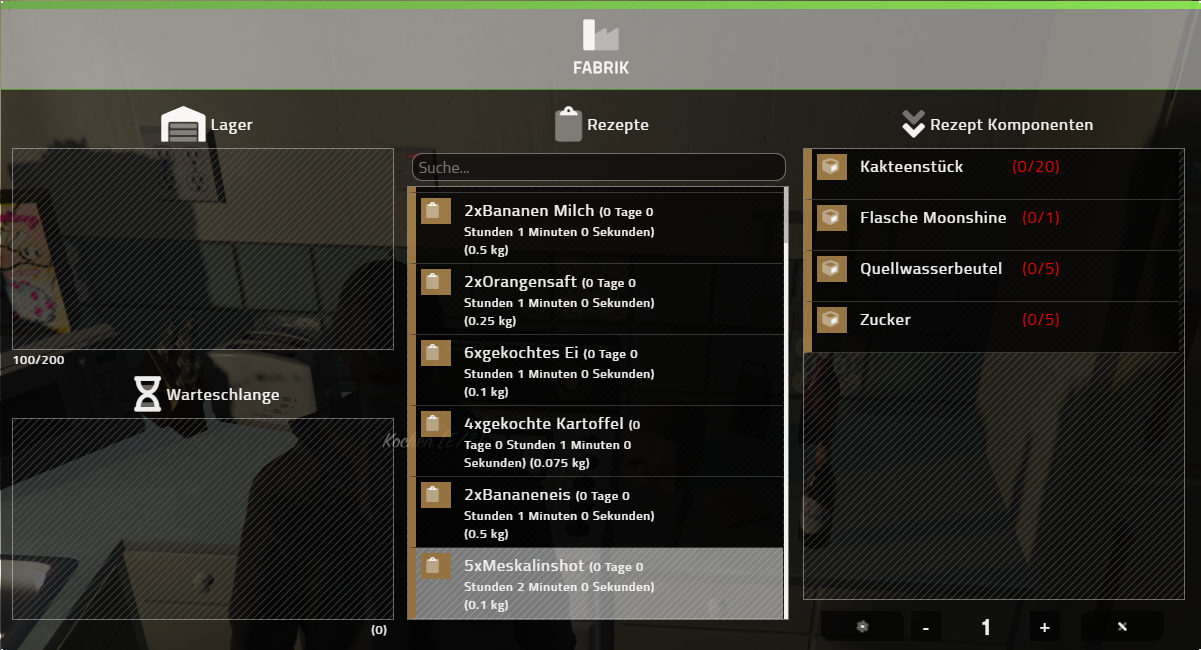 FABRIK
Lager
100/200
Warteschlange
(0)
Rezepte
Suche...
2xBananen Milch (0 Tage 0
Stunden 1 Minuten 0 Sekunden)
(0.5 kg)
2xOrangensaft (0 Tage 0
Stunden 1 Minuten 0 Sekunden)
(0.25 kg)
6xgekochtes Ei (0 Tage 0
Stunden 1 Minuten 0 Sekunden)
(0.1 kg)
4xgekochte Kartoffel (0
Tage 0 Stunden 1 Minuten 0
Sekunden) (0.075 kg)
2xBananeneis (0 Tage 0
Stunden 1 Minuten 0 Sekunden)
(0.5 kg)
5xMeskalinshot (0 Tage 0
Stunden 2 Minuten 0 Sekunden)
(0.1 kg)
Rezept Komponenten
Kakteenstück (0/20)
Flasche Moonshine (0/1)
Quellwasserbeutel (0/5)
Zucker (0/5)
- 1 +